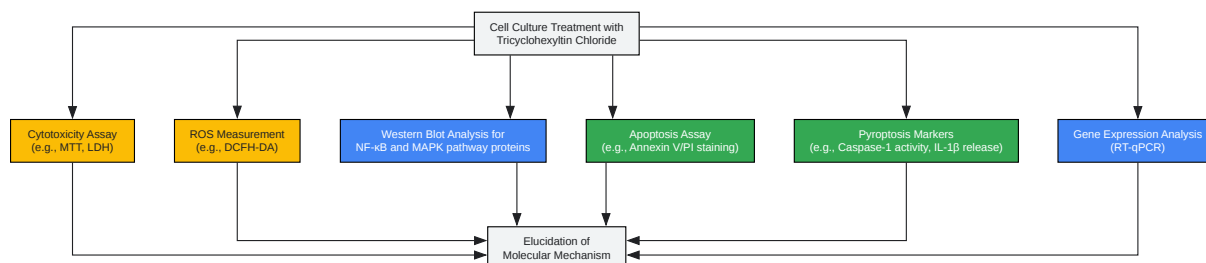 Cell Culture Treatment with
Tricyclohexyltin Chloride
Cytotoxicity Assay
(e.g., MTT, LDH)
ROS Measurement
(e.g., DCFH-DA)
Western Blot Analysis for
NF-κB and MAPK pathway proteins
Apoptosis Assay
(e.g., Annexin V/PI staining)
Pyroptosis Markers
(e.g., Caspase-1 activity, IL-1β release)
Gene Expression Analysis
(RT-qPCR)
Elucidation of
Molecular Mechanism